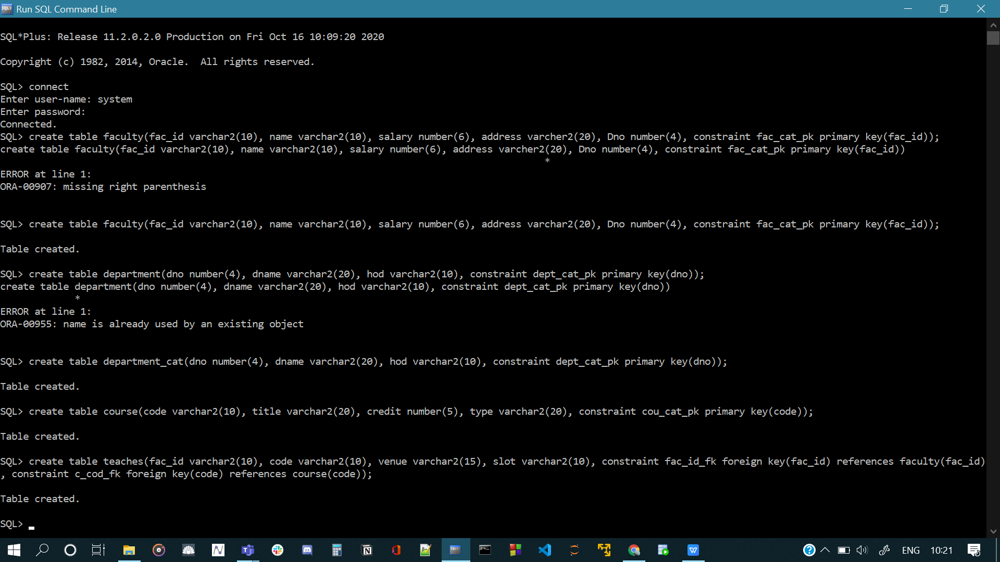 Run SQL Command Line
SQL*Plus: Release 11.2.0.2.0 Production on Fri Oct 16 10:09:20 2020
Copyright (c) 1982, 2014, Oracle.  All rights reserved.
SQL> connect
Enter user-name: system
Enter password:
Connected.
SQL> create table faculty(fac_id varchar2(10), name varchar2(10), salary number(6), address varcher2(20), Dno number(4), constraint fac_cat_pk primary key(fac_id));
create table faculty(fac_id varchar2(10), name varchar2(10), salary number(6), address varcher2(20), Dno number(4), constraint fac_cat_pk primary key(fac_id))
*
ERROR at line 1:
ORA-00907: missing right parenthesis
SQL> create table faculty(fac_id varchar2(10), name varchar2(10), salary number(6), address varchar2(20), Dno number(4), constraint fac_cat_pk primary key(fac_id));
Table created.
SQL> create table department(dno number(4), dname varchar2(20), hod varchar2(10), constraint dept_cat_pk primary key(dno));
create table department(dno number(4), dname varchar2(20), hod varchar2(10), constraint dept_cat_pk primary key(dno))
*
ERROR at line 1:
ORA-00955: name is already used by an existing object
SQL> create table department_cat(dno number(4), dname varchar2(20), hod varchar2(10), constraint dept_cat_pk primary key(dno));
Table created.
SQL> create table course(code varchar2(10), title varchar2(20), credit number(5), type varchar2(20), constraint cou_cat_pk primary key(code));
Table created.
SQL> create table teaches(fac_id varchar2(10), code varchar2(10), venue varchar2(15), slot varchar2(10), constraint fac_id_fk foreign key(fac_id) references faculty(fac_id)
, constraint c_cod_fk foreign key(code) references course(code));
Table created.
SQL>
ENG 10:21